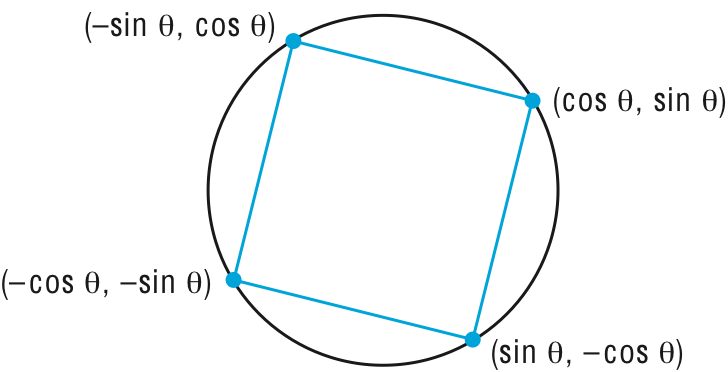 (–sin θ, cos θ)
(cos θ, sin θ)
(–cos θ, –sin θ)
(sin θ, –cos θ)